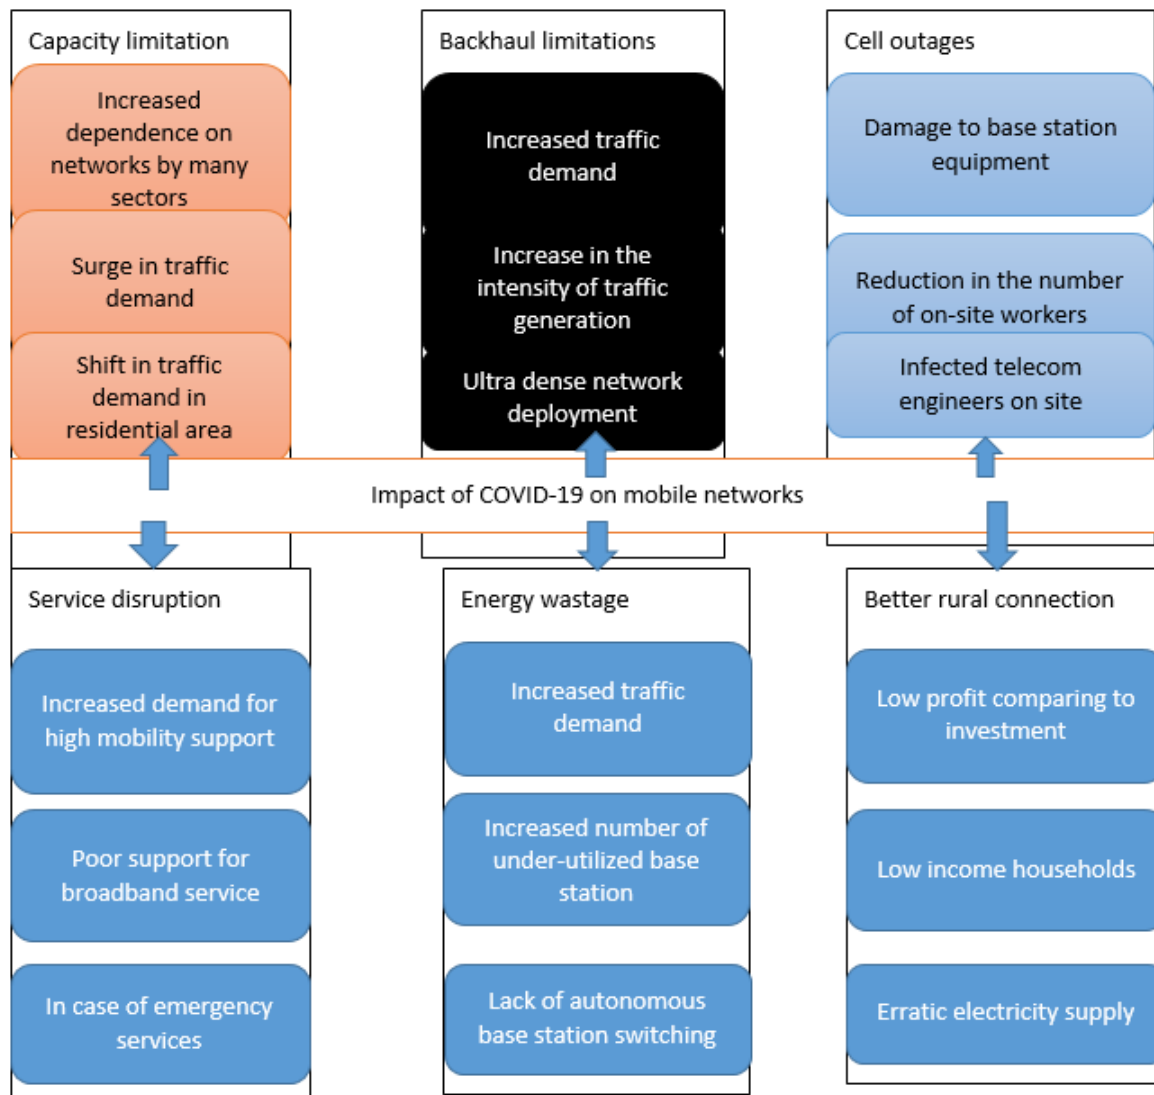 Capacity limitation
Increased
dependence on
networks by many
sectors
Surge in traffic
demand
Shift in traffic
demand in
residential area
Backhaul limitations
Increased traffic
demand
Increase in the
intensity of traffic
generation
Ultra dense network
deployment
Cell outages
Damage to base station
equipment
Reduction in the number
of on-site workers
Infected telecom
engineers on site
Impact of COVID-19 on mobile networks
Service disruption
Increased demand for
high mobility support
Poor support for
broadband service
In case of emergency
services
Energy wastage
Increased traffic
demand
Increased number of
under-utilized base
station
Lack of autonomous
base station switching
Better rural connection
Low profit comparing to
investment
Low income households
Erratic electricity supply